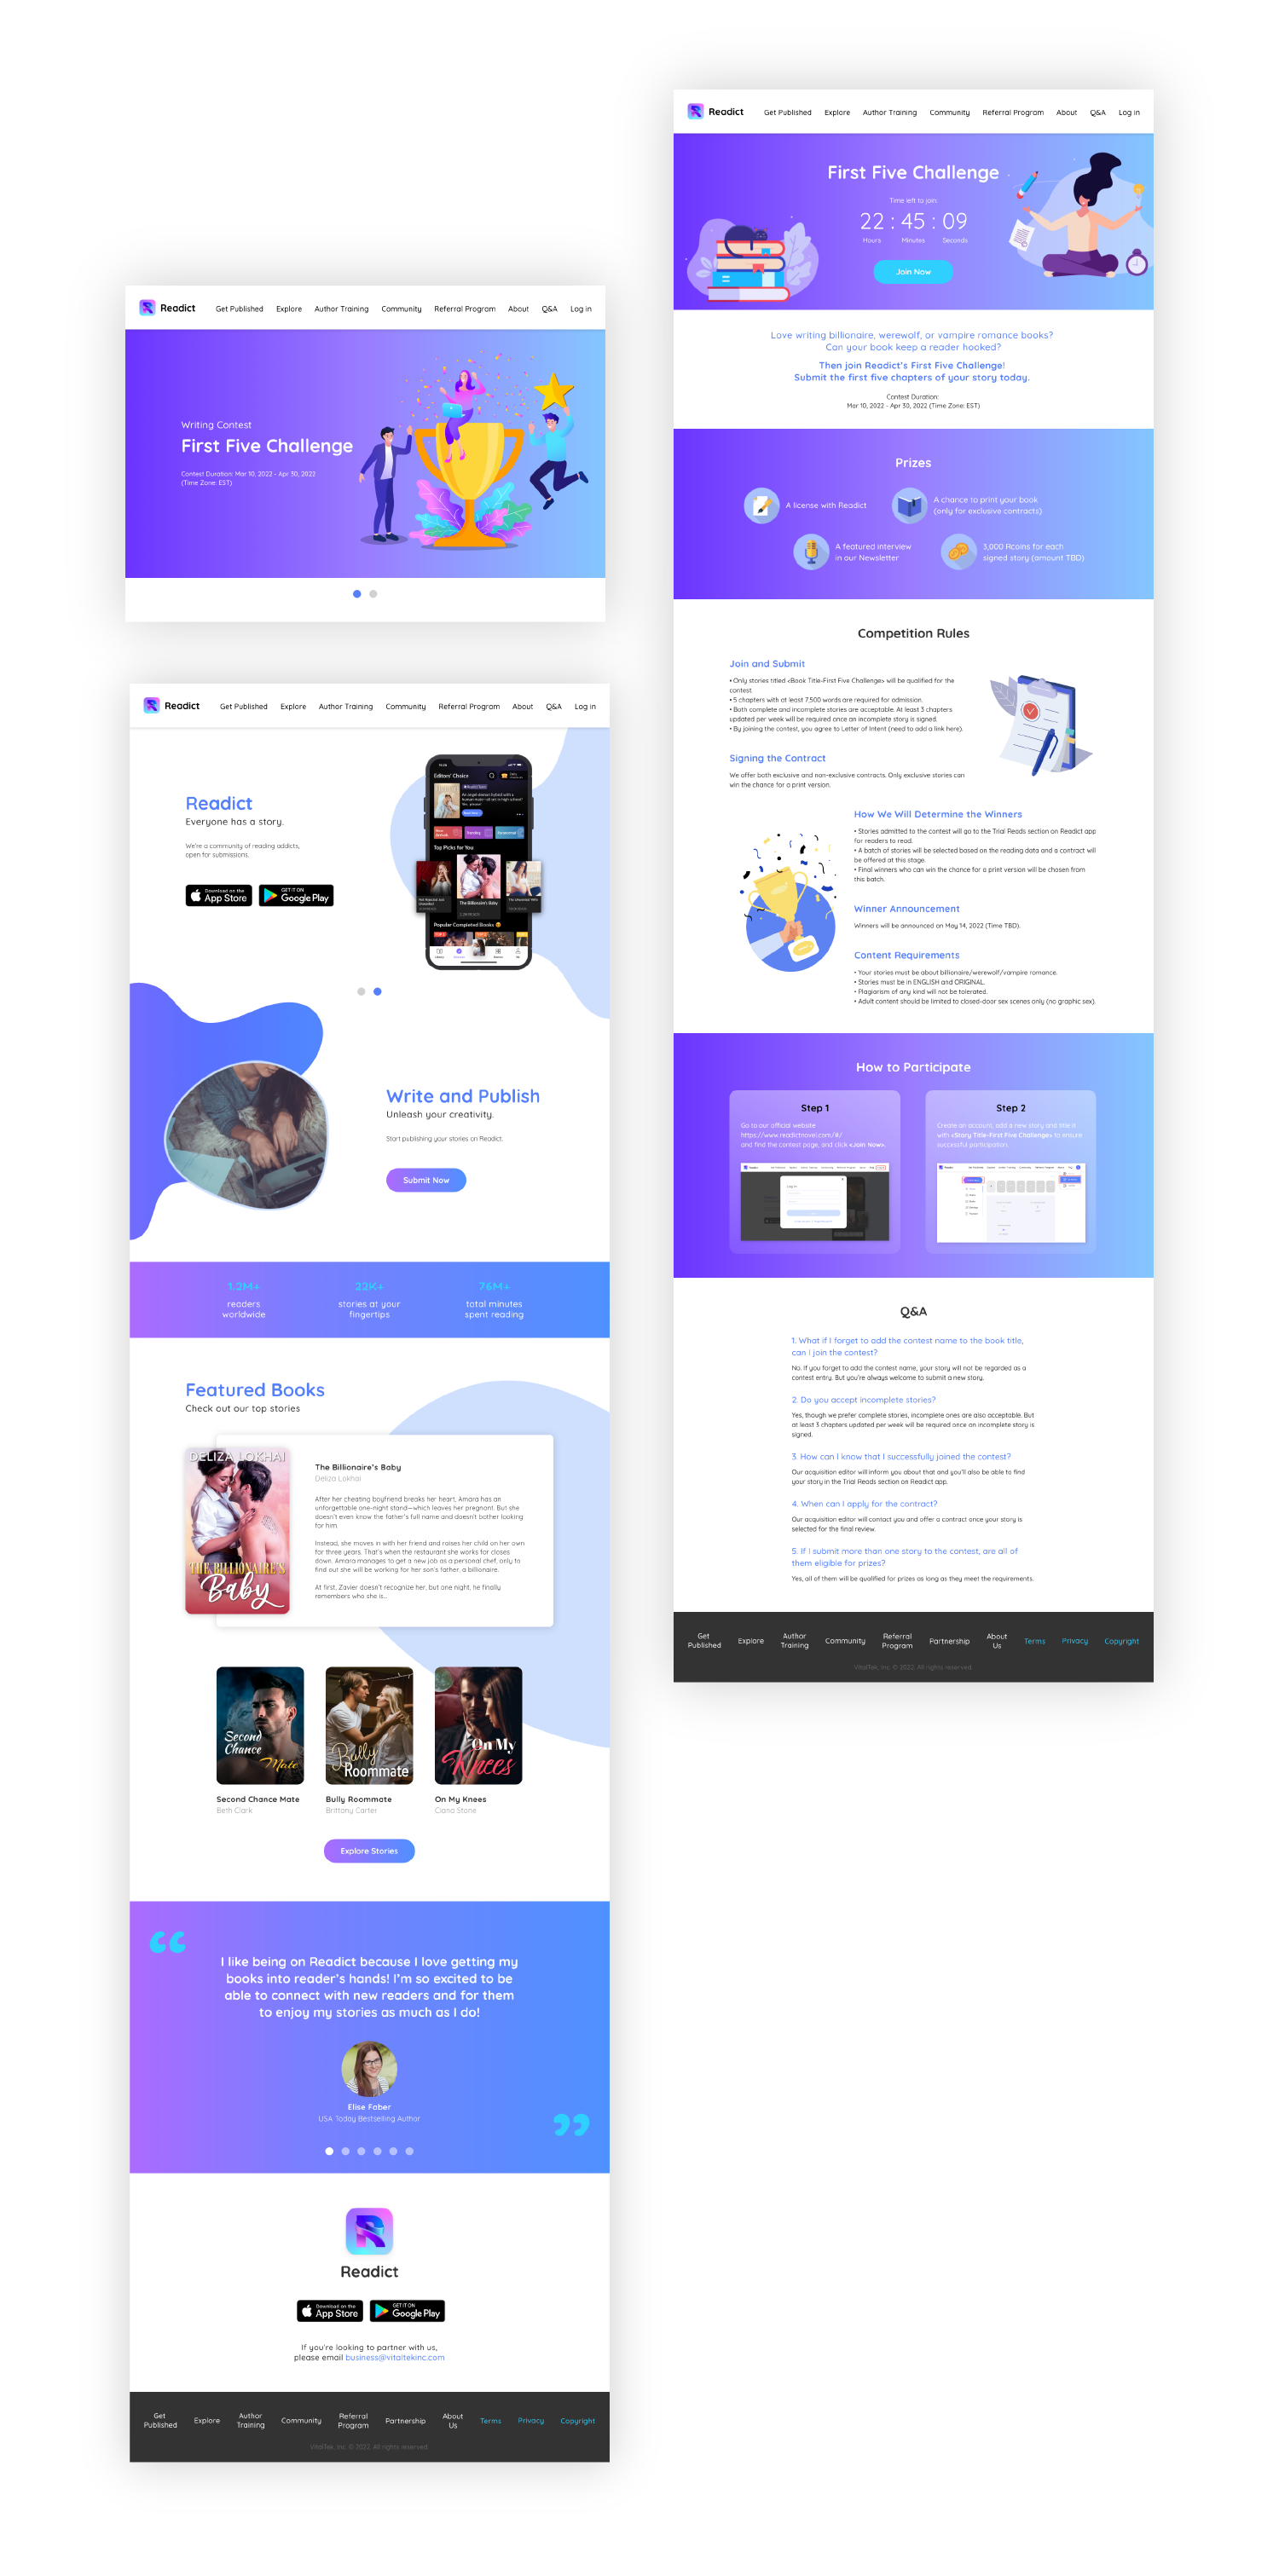 Readict
Get Published Explore Author Training Community Referral Program About Q&A Log in
Writing Contest
First Five Challenge
Contest Duration: Mar 10, 2022 - Apr 30, 2022
(Time Zone: EST)
Readict
Get Published Explore Author Training Community Referral Program About Q&A Log in
Readict
Everyone has a story.
We're a community of reading addicts,
open for submissions.
Download on the
App Store
GET IT ON
Google Play
Editors' Choice
Top Picks for You
The Billionaire's Baby
Popular Completed Books
Write and Publish
Unleash your creativity.
Start publishing your stories on Readict.
Submit Now
1.2M+
readers
worldwide
22K+
stories at your
fingertips
76M+
total minutes
spent reading
Featured Books
Check out our top stories
DELIZA LOKHAI
THE BILLIONAIRE'S
Baby
The Billionaire's Baby
Deliza Lokhai
After her cheating boyfriend breaks her heart, Amara has an
unforgettable one-night stand—which leaves her pregnant. But she
doesn't even know the father's full name and doesn't bother looking
for him.
Instead, she moves in with her friend and raises her child on her own
for three years. That's when the restaurant she works for closes
down. Amara manages to get a new job as a personal chef, only to
find out she will be working for her son's father, a billionaire.
At first, Zavier doesn't recognize her, but one night, he finally
remembers who she is...
Second
Chance
Mate
Bully
Roommate
On My
Knees
Second Chance Mate
Beth Clark
Bully Roommate
Brittany Carter
On My Knees
Ciana Stone
Explore Stories
“
I like being on Readict because I love getting my
books into reader's hands! I'm so excited to be
able to connect with new readers and for them
to enjoy my stories as much as I do!
Elise Faber
USA Today Bestselling Author
”
Readict
Download on the
App Store
GET IT ON
Google Play
If you're looking to partner with us,
please email business@vitaltekinc.com
Get Published Explore Author Training Community Referral Program Partnership About Us Terms Privacy Copyright
VitalTek, Inc. © 2022. All rights reserved.
Readict
Get Published Explore Author Training Community Referral Program About Q&A Log in
First Five Challenge
Time left to join:
22 : 45 : 09
Hours Minutes Seconds
Join Now
Love writing billionaire, werewolf, or vampire romance books?
Can your book keep a reader hooked?
Then join Readict's First Five Challenge!
Submit the first five chapters of your story today.
Contest Duration:
Mar 10, 2022 - Apr 30, 2022 (Time Zone: EST)
Prizes
A license with Readict
A chance to print your book
(only for exclusive contracts)
A featured interview
in our Newsletter
3,000 Rcoins for each
signed story (amount TBD)
Competition Rules
Join and Submit
• Only stories titled <Book Title-First Five Challenge> will be qualified for the
contest.
• 5 chapters with at least 7,500 words are required for admission.
• Both complete and incomplete stories are acceptable. At least 3 chapters
updated per week will be required once an incomplete story is signed.
• By joining the contest, you agree to Letter of Intent (need to add a link here).
Signing the Contract
We offer both exclusive and non-exclusive contracts. Only exclusive stories can
win the chance for a print version.
How We Will Determine the Winners
• Stories admitted to the contest will go to the Trial Reads section on Readict app
for readers to read.
• A batch of stories will be selected based on the reading data and a contract will
be offered at this stage.
• Final winners who can win the chance for a print version will be chosen from
this batch.
Winner Announcement
Winners will be announced on May 14, 2022 (Time TBD).
Content Requirements
• Your stories must be about billionaire/werewolf/vampire romance.
• Stories must be in ENGLISH and ORIGINAL.
• Plagiarism of any kind will not be tolerated.
• Adult content should be limited to closed-door sex scenes only (no graphic sex).
How to Participate
Step 1
Go to our official website
https://www.readictnovel.com/#/
and find the contest page, and click <Join Now>.
Log In
Step 2
Create an account, add a new story and title it
with <Story Title-First Five Challenge> to ensure
successful participation
Q&A
1. What if I forget to add the contest name to the book title,
can I join the contest?
No. If you forget to add the contest name, your story will not be regarded as a
contest entry. But you're always welcome to submit a new story.
2. Do you accept incomplete stories?
Yes, though we prefer complete stories, incomplete ones are also acceptable. But
at least 3 chapters updated per week will be required once an incomplete story is
signed.
3. How can I know that I successfully joined the contest?
Our acquisition editor will inform you about that and you'll also be able to find
your story in the Trial Reads section on Readict app.
4. When can I apply for the contract?
Our acquisition editor will contact you and offer a contract once your story is
selected for the final review.
5. If I submit more than one story to the contest, are all of
them eligible for prizes?
Yes, all of them will be qualified for prizes as long as they meet the requirements.
Get Published Explore Author Training Community Referral Program Partnership About Us Terms Privacy Copyright
VitalTek, Inc. © 2022. All rights reserved.